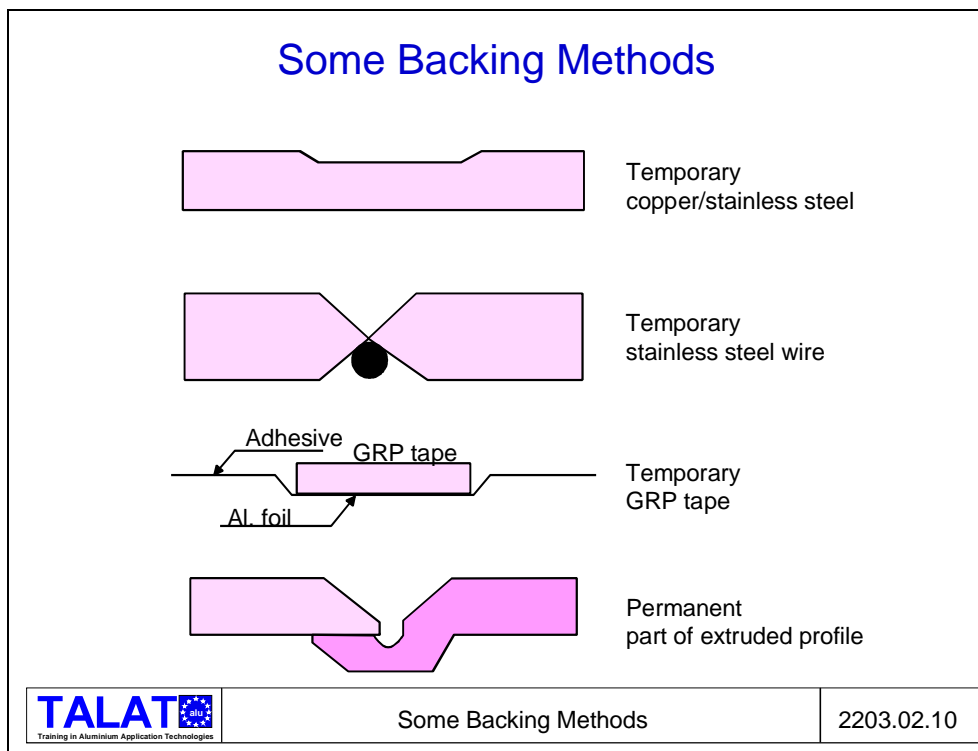 Some Backing Methods
Temporary
copper/stainless steel
Temporary
stainless steel wire
Adhesive
GRP tape
Al. foil
Temporary
GRP tape
Permanent
part of extruded profile
TALAT
alu
Training in Aluminium Application Technologies
Some Backing Methods
2203.02.10